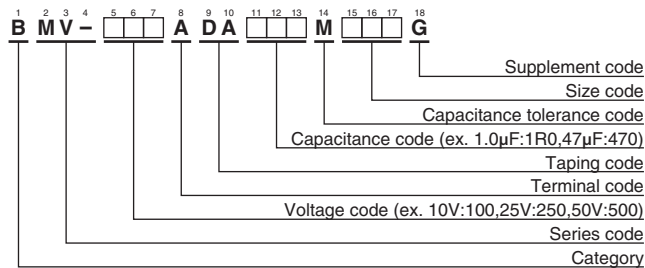 1 2 3 4 5 6 7 8 9 10 11 12 13 14 15 16 17 18
B M V – □□□ A D A □□□ M □□□ G
Supplement code
Size code
Capacitance tolerance code
Capacitance code (ex. 1.0µF:1R0,47µF:470)
Taping code
Terminal code
Voltage code (ex. 10V:100,25V:250,50V:500)
Series code
Category